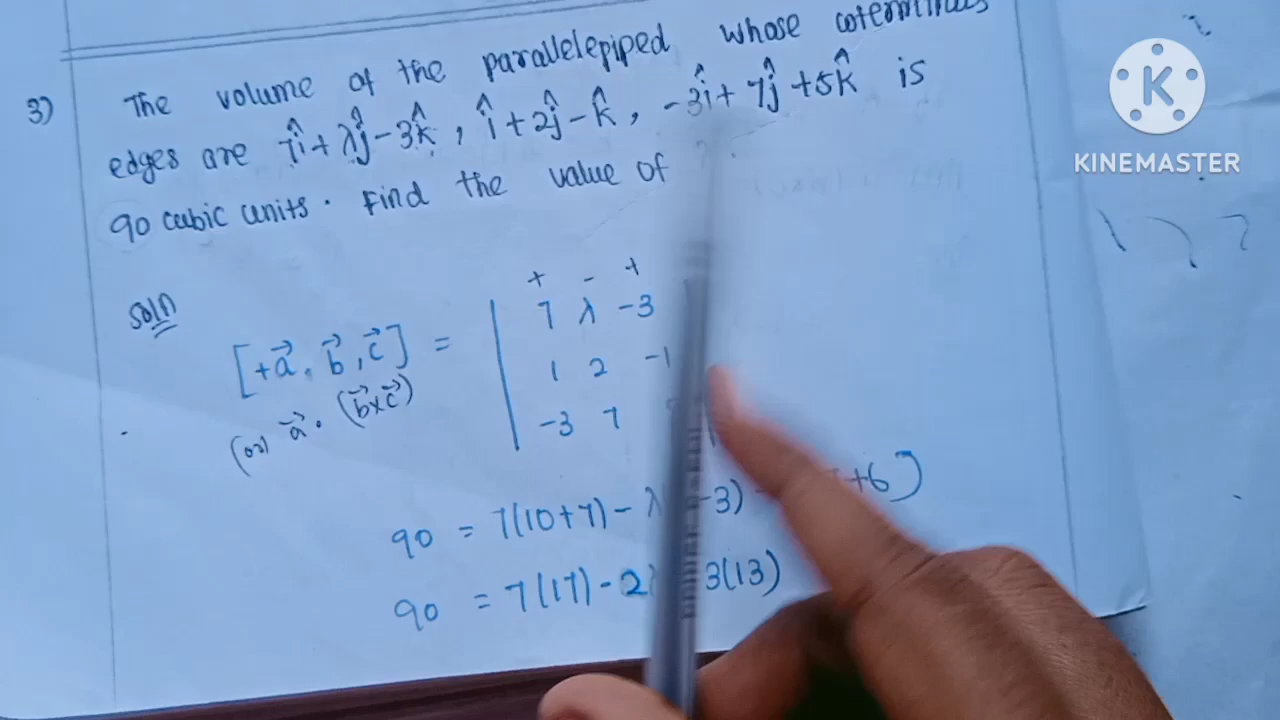 3) The volume of the parallelepiped whose coterminus
edges are 7î + λĵ - 3k̂, î + 2ĵ - k̂, -3î + 7ĵ + 5k̂ is
90 cubic units. Find the value of
Soln
+ - +
[+a⃗, b⃗, c⃗] = | 7 λ -3
1 2 -1
-3 7
(or) a⃗ . (b⃗ x c⃗)
90 = 7(10+7) - λ -3) +6)
90 = 7(17) - 2λ 3(13)
K
KINEMASTER